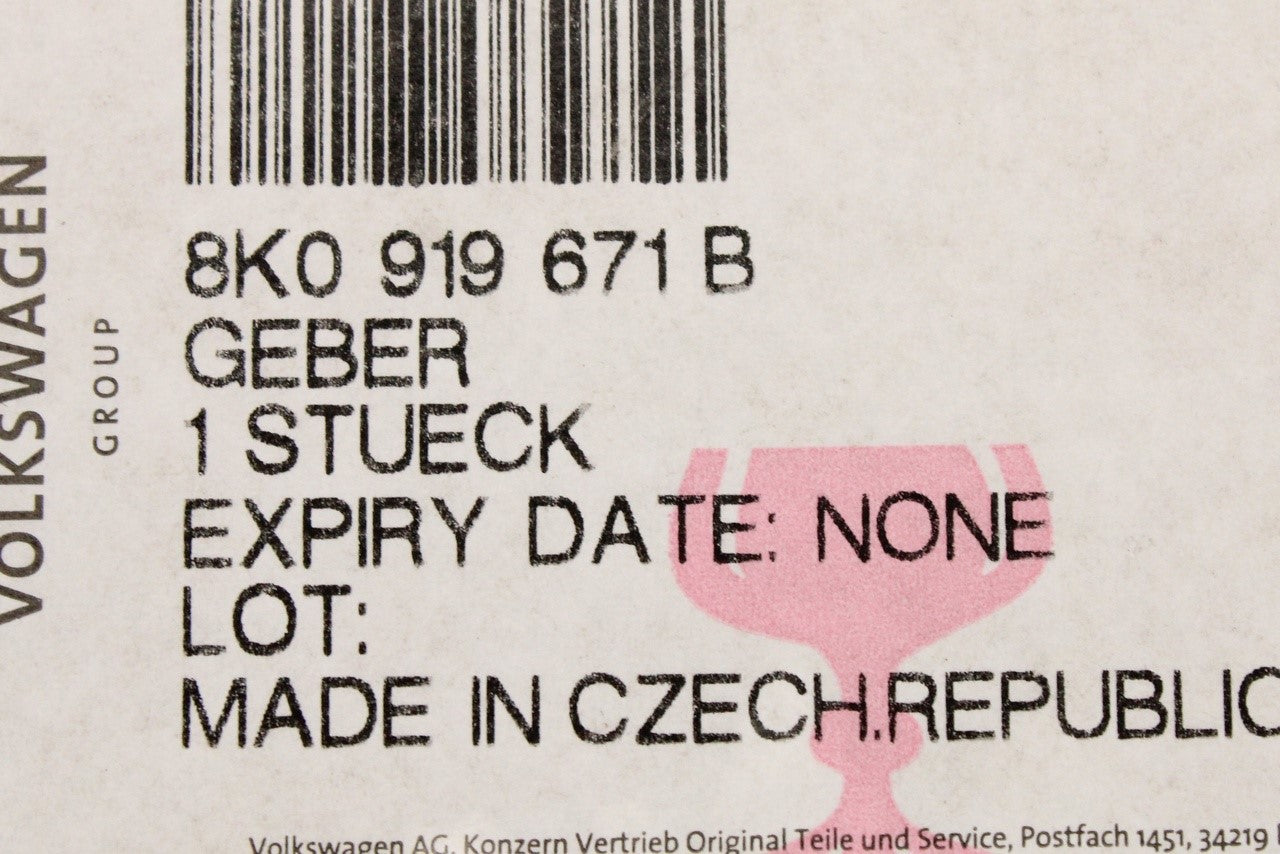 VOLKSWAGEN
GROUP
8K0 919 671 B
GEBER
1 STUECK
EXPIRY DATE: NONE
LOT:
MADE IN CZECH.REPUBLIC
Volkswagen AG, Konzern Vertrieb Original Teile und Service, Postfach 1451, 34219